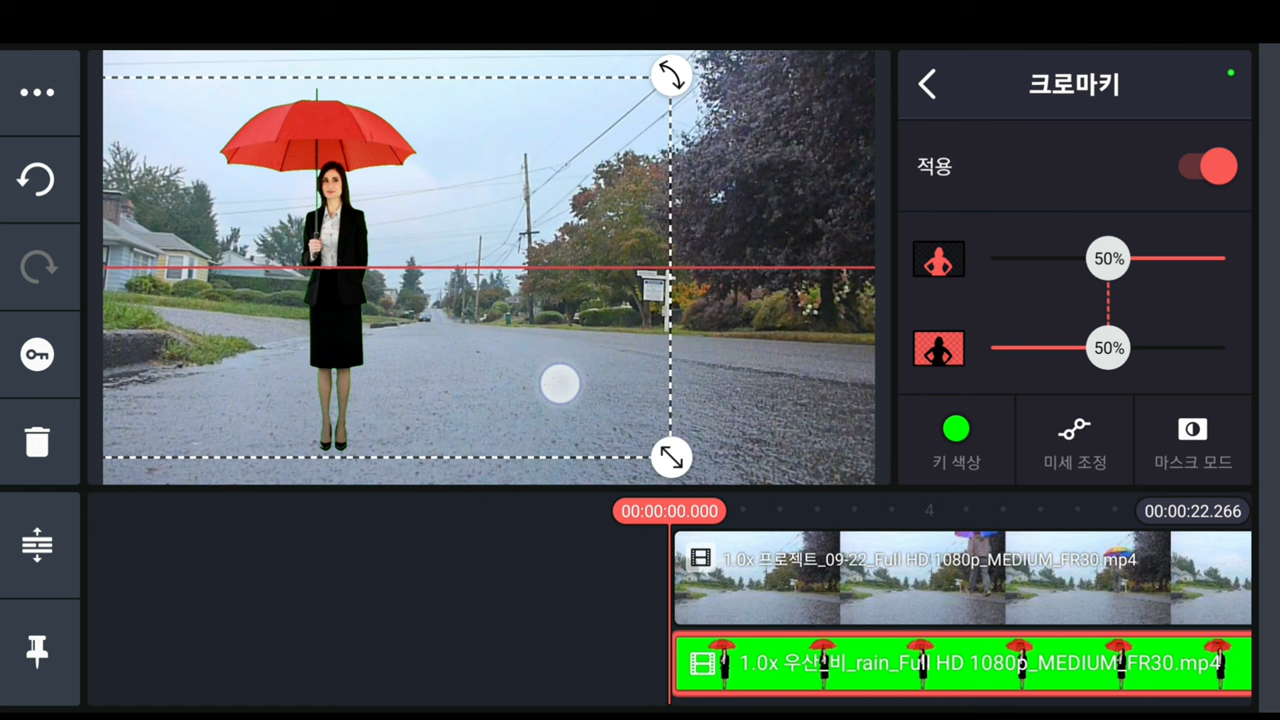 크로마키
적용
50%
50%
키 색상
미세 조정
마스크 모드
00:00:00.000
4
00:00:22.266
1.0x 프로젝트_09-22_Full HD 1080p_MEDIUM_FR30.mp4
1.0x 우산_비_rain_Full HD 1080p_MEDIUM_FR30.mp4